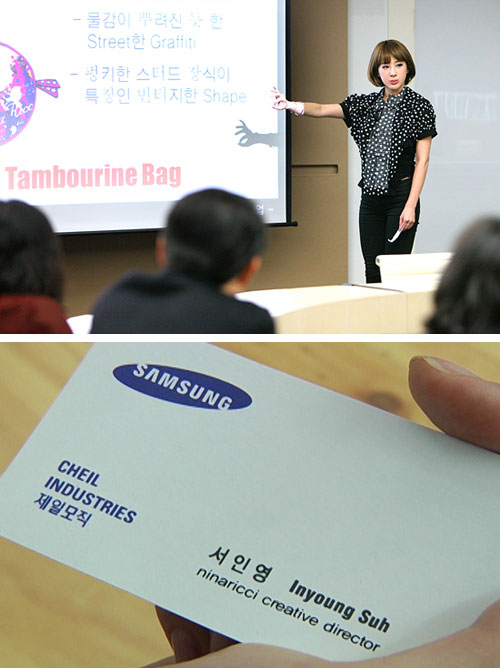 - 물감이 뿌려진 듯 한
Street한 Graffiti
- 펑키한 스터드 장식이
특징인 빈티지한 Shape
Tambourine Bag
SAMSUNG
CHEIL
INDUSTRIES
제일모직
서인영 Inyoung Suh
ninaricci creative director